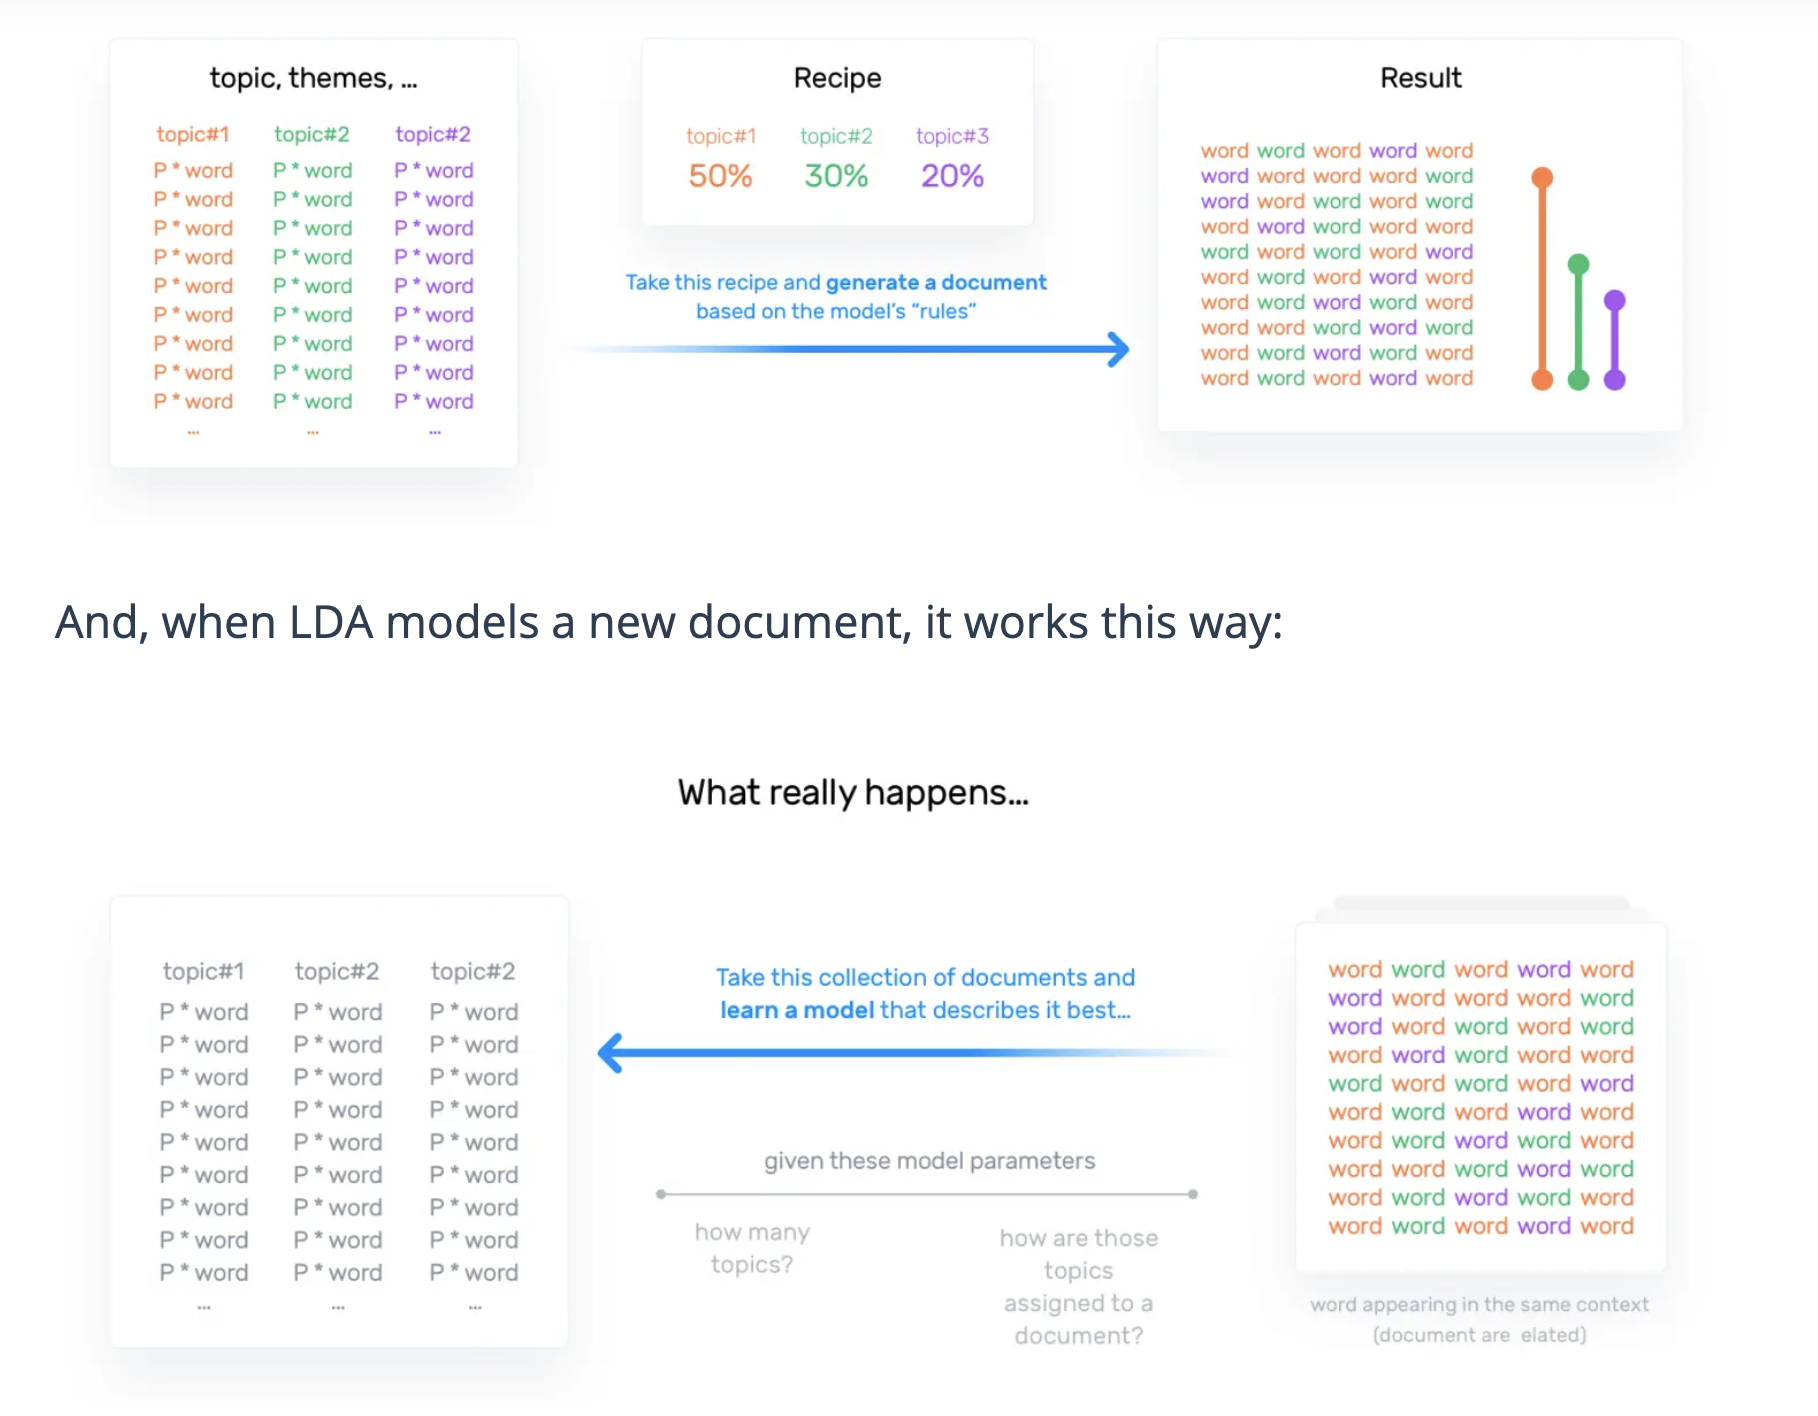 topic, themes, ...
topic#1 topic#2 topic#2
P * word P * word P * word
P * word P * word P * word
P * word P * word P * word
P * word P * word P * word
P * word P * word P * word
P * word P * word P * word
P * word P * word P * word
P * word P * word P * word
P * word P * word P * word
... ... ...
Recipe
topic#1 topic#2 topic#3
50% 30% 20%
Take this recipe and generate a document
based on the model's “rules”
Result
word word word word word
word word word word word
word word word word word
word word word word word
word word word word word
word word word word word
word word word word word
word word word word word
word word word word word
word word word word word
And, when LDA models a new document, it works this way:
What really happens...
topic#1 topic#2 topic#2
P * word P * word P * word
P * word P * word P * word
P * word P * word P * word
P * word P * word P * word
P * word P * word P * word
P * word P * word P * word
P * word P * word P * word
P * word P * word P * word
P * word P * word P * word
... ... ...
Take this collection of documents and
learn a model that describes it best...
given these model parameters
how many
topics?
how are those
topics
assigned to a
document?
word word word word word
word word word word word
word word word word word
word word word word word
word word word word word
word word word word word
word word word word word
word word word word word
word word word word word
word word word word word
word appearing in the same context
(document are elated)